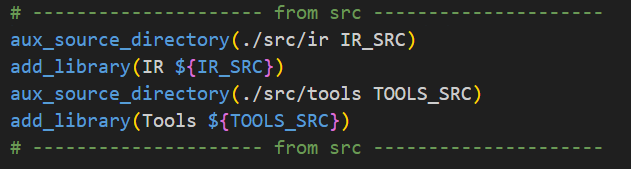 # --------------------- from src ---------------------
aux_source_directory(./src/ir IR_SRC)
add_library(IR ${IR_SRC})
aux_source_directory(./src/tools TOOLS_SRC)
add_library(Tools ${TOOLS_SRC})
# --------------------- from src ---------------------